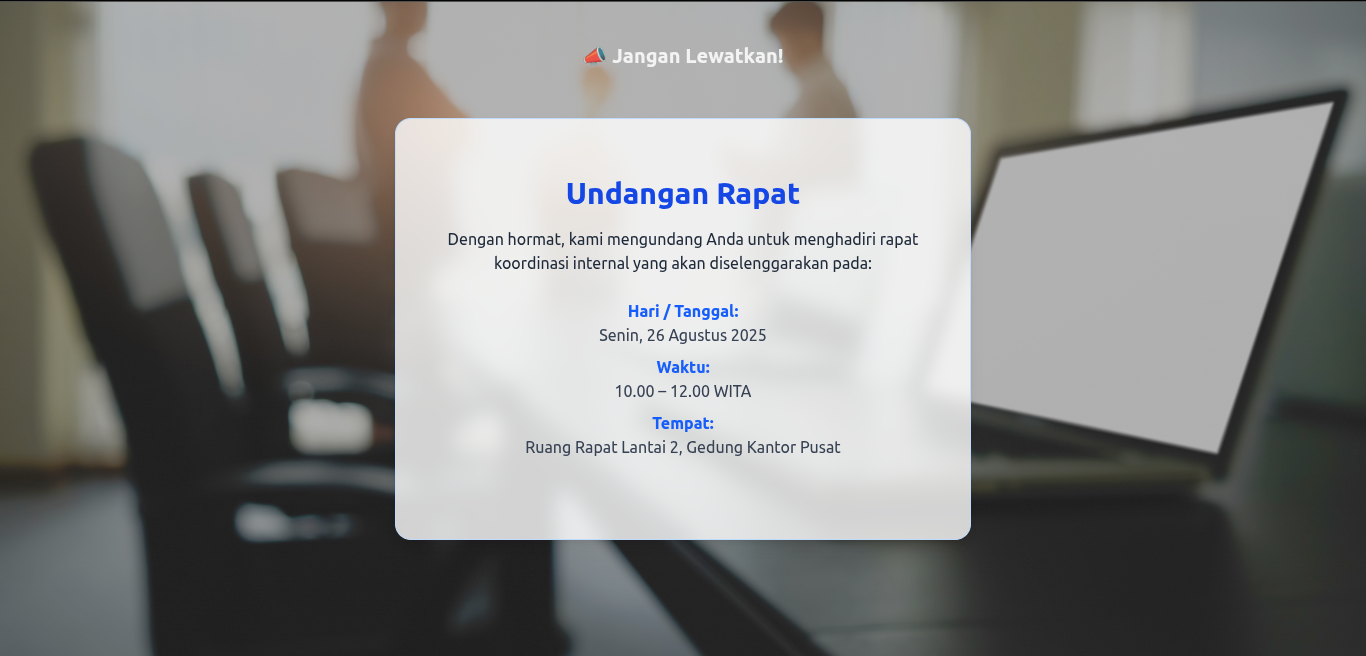 📣 Jangan Lewatkan!
Undangan Rapat
Dengan hormat, kami mengundang Anda untuk menghadiri rapat
koordinasi internal yang akan diselenggarakan pada:
Hari / Tanggal:
Senin, 26 Agustus 2025
Waktu:
10.00 – 12.00 WITA
Tempat:
Ruang Rapat Lantai 2, Gedung Kantor Pusat